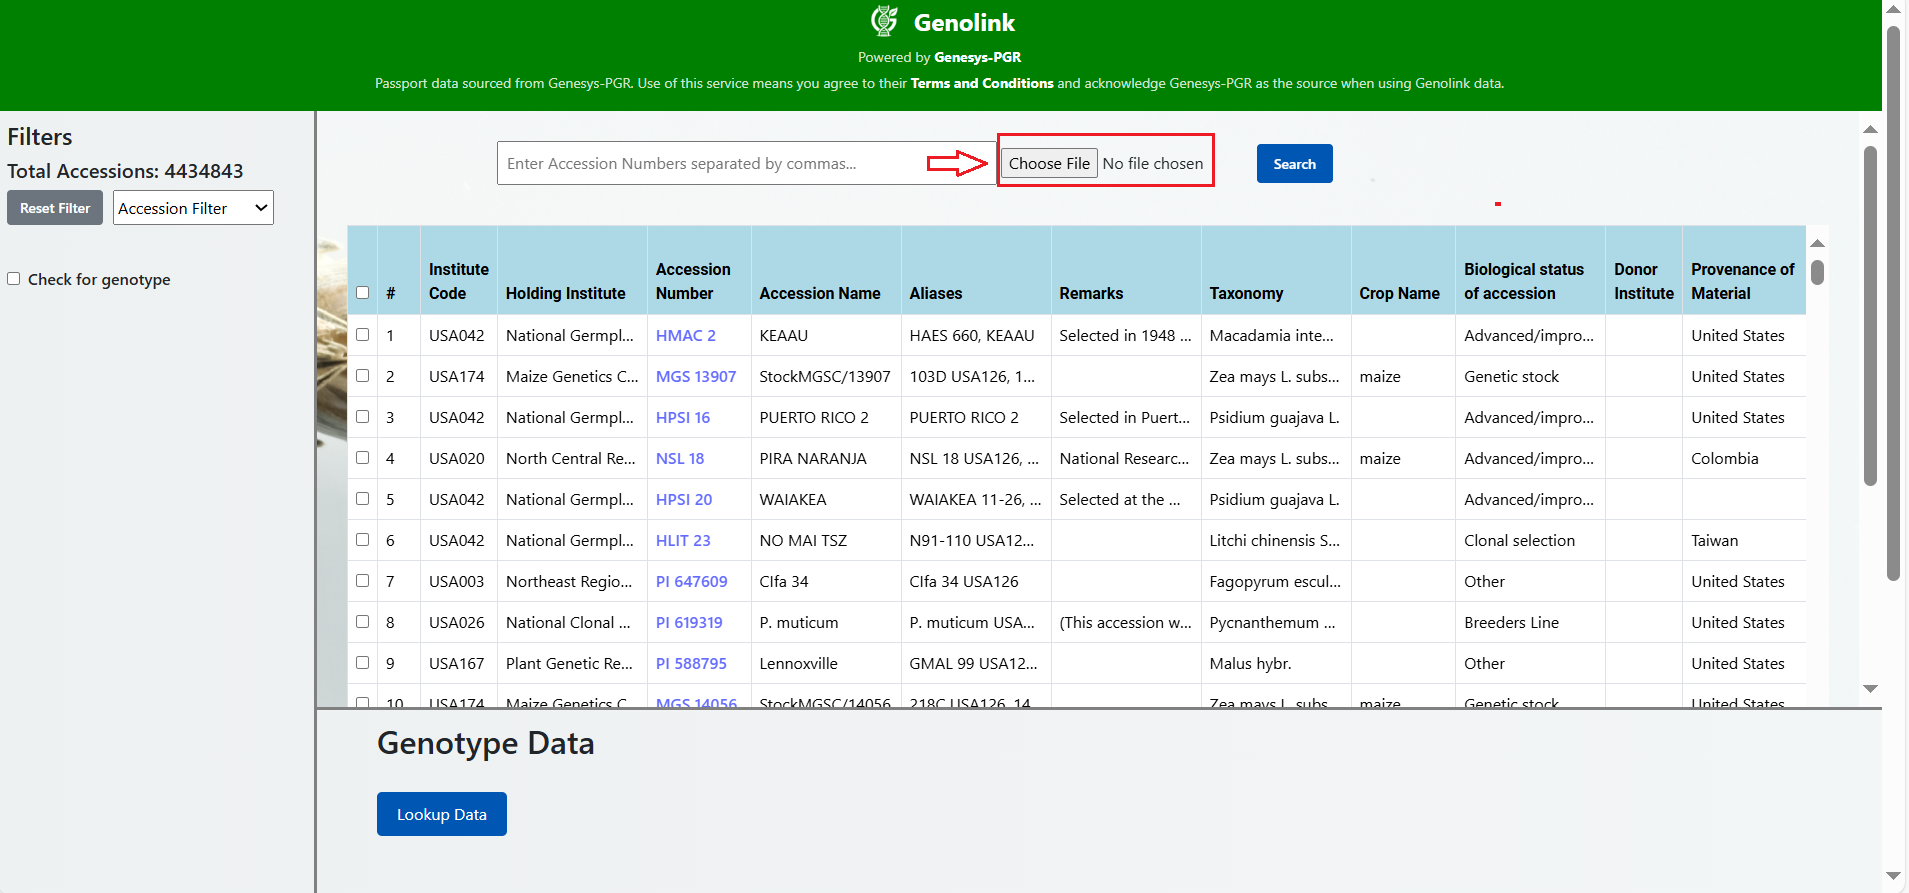 Genolink
Powered by Genesys-PGR
Passport data sourced from Genesys-PGR. Use of this service means you agree to their Terms and Conditions and acknowledge Genesys-PGR as the source when using Genolink data.
Filters
Total Accessions: 4434843
Reset Filter Accession Filter
Check for genotype
Enter Accession Numbers separated by commas... Choose File No file chosen Search
# Institute Code Holding Institute Accession Number Accession Name Aliases Remarks Taxonomy Crop Name Biological status of accession Donor Institute Provenance of Material
1 USA042 National Germpl... HMAC 2 KEAAU HAES 660, KEAAU Selected in 1948 ... Macadamia inte... Advanced/impro... United States
2 USA174 Maize Genetics C... MGS 13907 StockMGSC/13907 103D USA126, 1... Zea mays L. subs... maize Genetic stock United States
3 USA042 National Germpl... HPSI 16 PUERTO RICO 2 PUERTO RICO 2 Selected in Puert... Psidium guajava L. Advanced/impro... United States
4 USA020 North Central Re... NSL 18 PIRA NARANJA NSL 18 USA126, ... National Researc... Zea mays L. subs... maize Advanced/impro... Colombia
5 USA042 National Germpl... HPSI 20 WAIAKEA WAIAKEA 11-26, ... Selected at the ... Psidium guajava L. Advanced/impro...
6 USA042 National Germpl... HLIT 23 NO MAI TSZ N91-110 USA12... Litchi chinensis S... Clonal selection Taiwan
7 USA003 Northeast Regio... PI 647609 CIfa 34 CIfa 34 USA126 Fagopyrum escul... Other United States
8 USA026 National Clonal ... PI 619319 P. muticum P. muticum USA... (This accession w... Pycnanthemum ... Breeders Line United States
9 USA167 Plant Genetic Re... PI 588795 Lennoxville GMAL 99 USA12... Malus hybr. Other United States
10 USA174 Maize Genetics C... MGS 14056 StockMGSC/14056 218C USA126, 14... Zea mays L. subs... maize Genetic stock United States
Genotype Data
Lookup Data